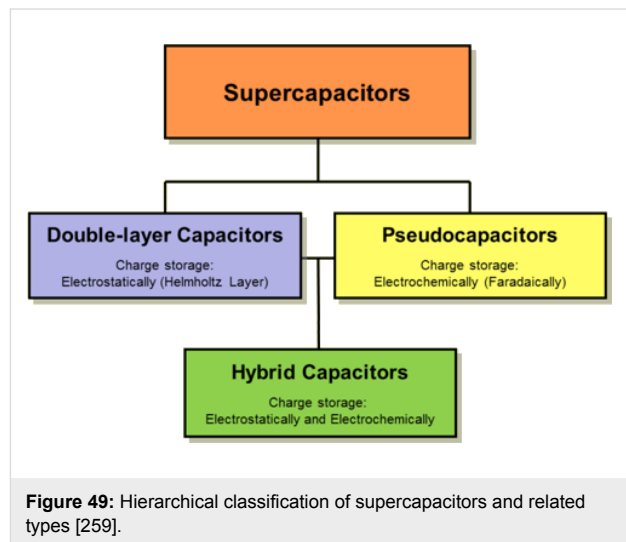 Supercapacitors
Double-layer Capacitors
Charge storage:
Electrostatically (Helmholtz Layer)
Pseudocapacitors
Charge storage:
Electrochemically (Faradaically)
Hybrid Capacitors
Charge storage:
Electrostatically and Electrochemically
Figure 49: Hierarchical classification of supercapacitors and related
types [259].